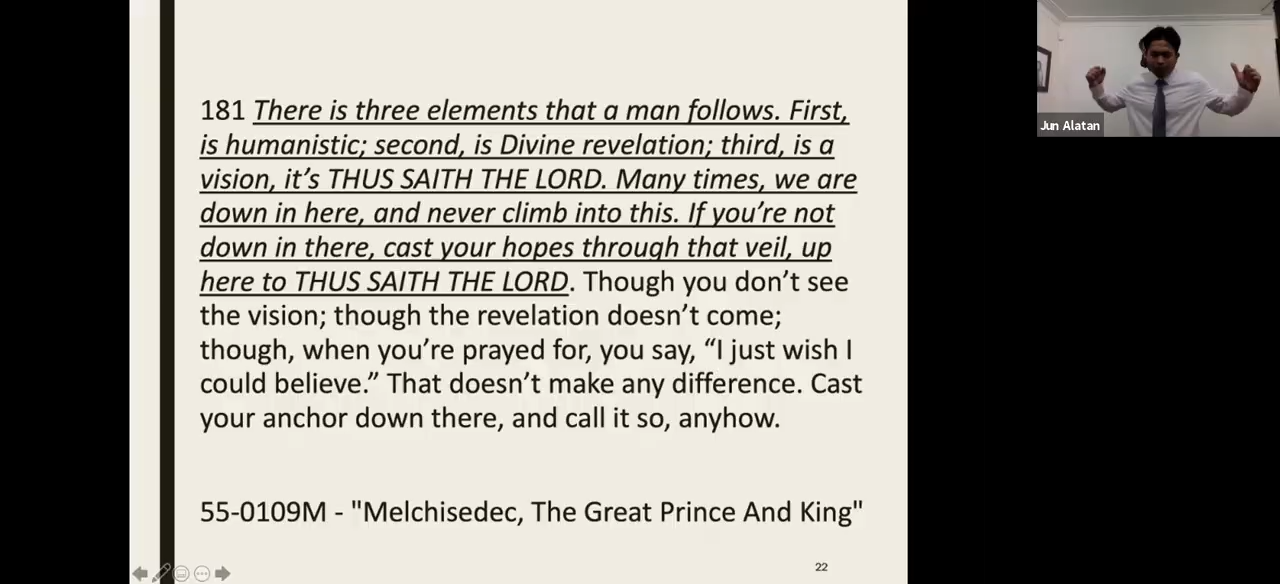 181 There is three elements that a man follows. First,
is humanistic; second, is Divine revelation; third, is a
vision, it’s THUS SAITH THE LORD. Many times, we are
down in here, and never climb into this. If you’re not
down in there, cast your hopes through that veil, up
here to THUS SAITH THE LORD. Though you don’t see
the vision; though the revelation doesn’t come;
though, when you’re prayed for, you say, “I just wish I
could believe.” That doesn’t make any difference. Cast
your anchor down there, and call it so, anyhow.
55-0109M - "Melchisedec, The Great Prince And King"
22
Jun Alatan